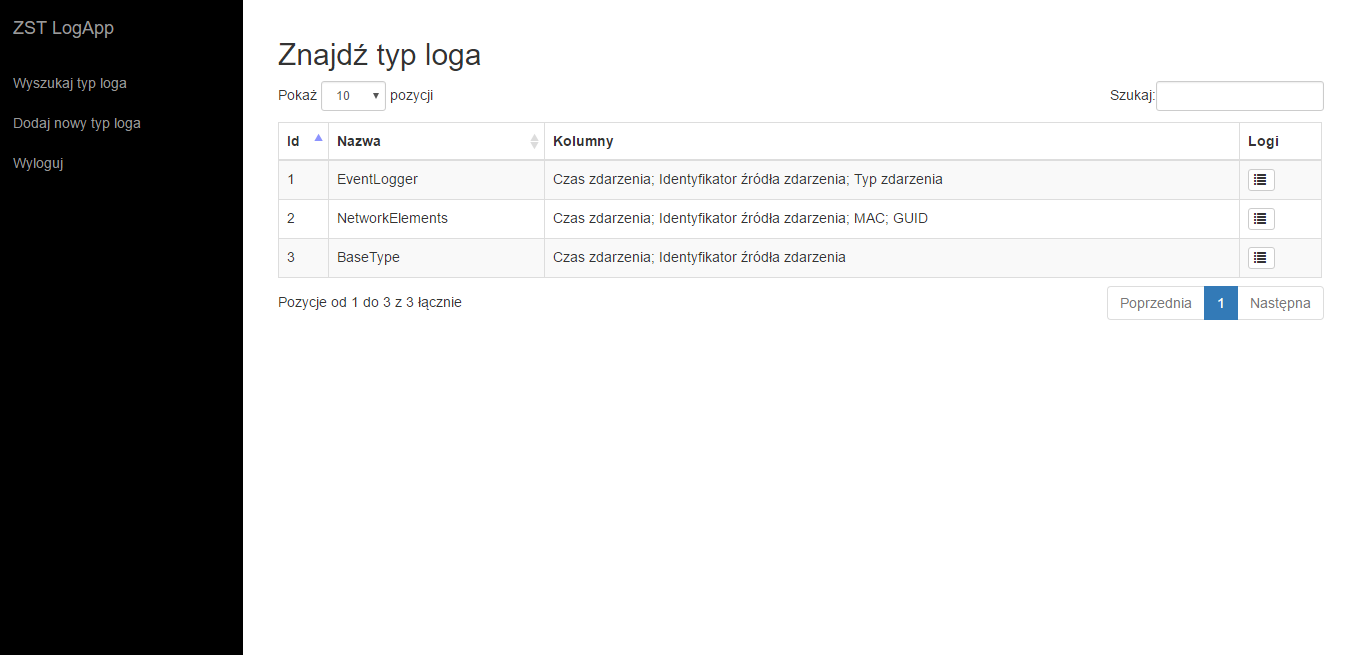 ZST LogApp
Wyszukaj typ loga
Dodaj nowy typ loga
Wyloguj
Znajdź typ loga
Pokaż 10 pozycji Szukaj:
Id Nazwa Kolumny Logi
1 EventLogger Czas zdarzenia; Identyfikator źródła zdarzenia; Typ zdarzenia
2 NetworkElements Czas zdarzenia; Identyfikator źródła zdarzenia; MAC; GUID
3 BaseType Czas zdarzenia; Identyfikator źródła zdarzenia
Pozycje od 1 do 3 z 3 łącznie Poprzednia 1 Następna